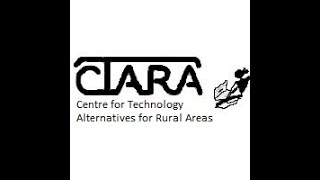 CTARA
Centre for Technology
Alternatives for Rural Areas